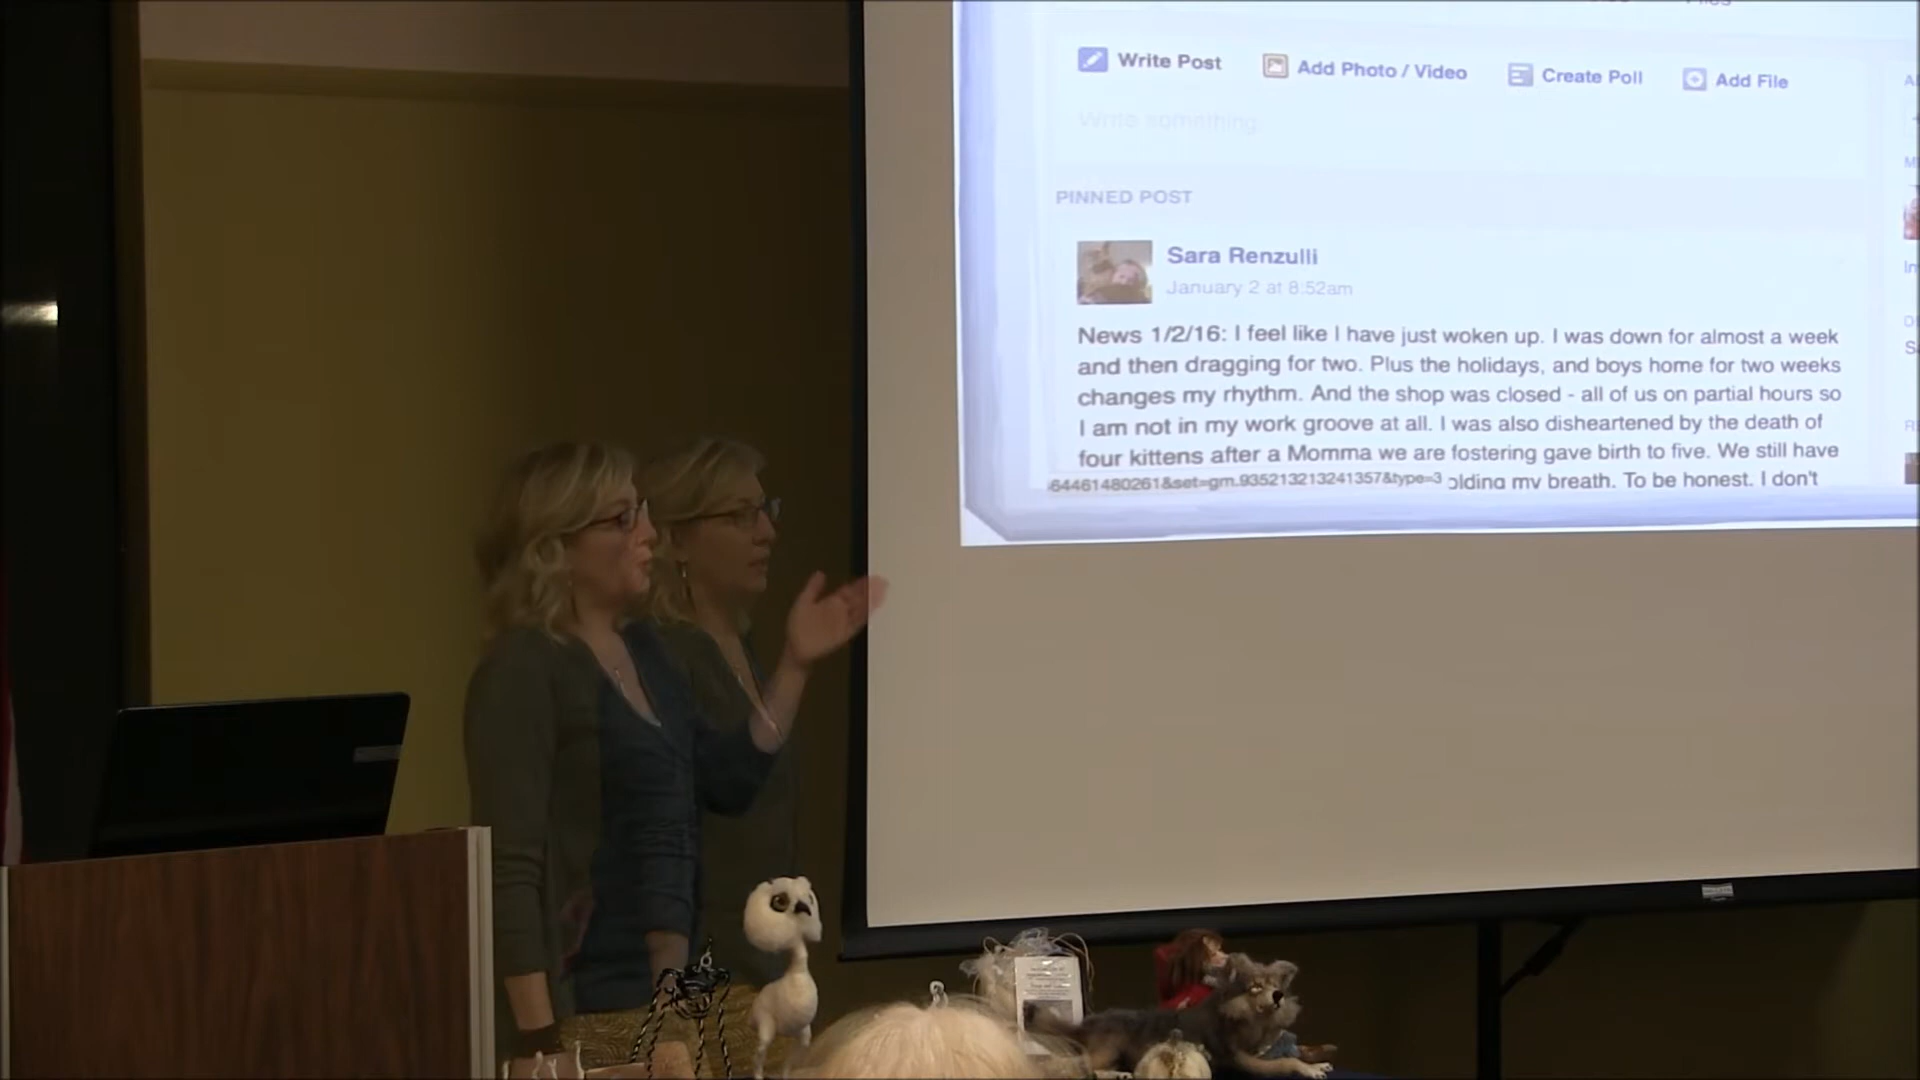 Write Post Add Photo / Video Create Poll Add File
Write something
PINNED POST
Sara Renzulli
January 2 at 8:52am
News 1/2/16: I feel like I have just woken up. I was down for almost a week
and then dragging for two. Plus the holidays, and boys home for two weeks
changes my rhythm. And the shop was closed - all of us on partial hours so
I am not in my work groove at all. I was also disheartened by the death of
four kittens after a Momma we are fostering gave birth to five. We still have
64461480261&set=gm.935213213241357&type=3 olding my breath. To be honest. I don't